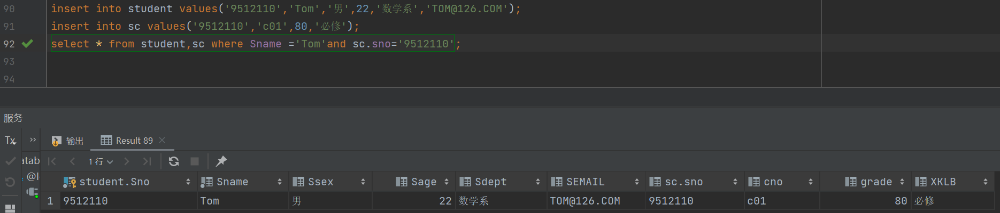 90 insert into student values('9512110','Tom','男',22,'数学系','TOM@126.COM');
91 insert into sc values('9512110','c01',80,'必修');
92 select * from student,sc where Sname ='Tom'and sc.sno='9512110';
93
94
服务
Tx » 输出 Result 89
1 行
atab
@l
student.Sno Sname Ssex Sage Sdept SEMAIL sc.sno cno grade XKLB
1 9512110 Tom 男 22 数学系 TOM@126.COM 9512110 c01 80 必修